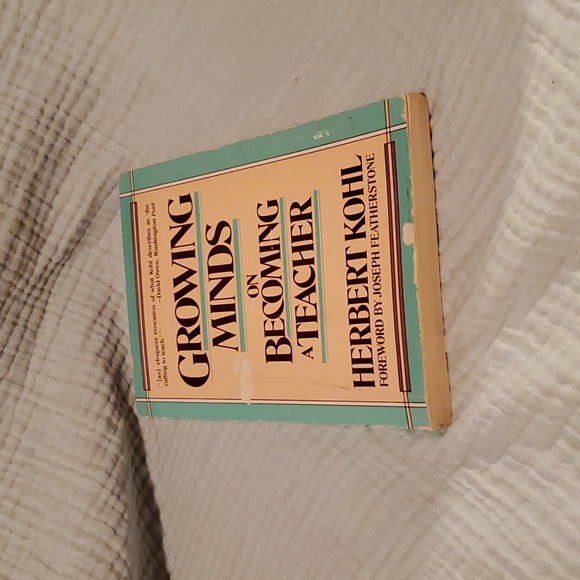 "[an] eloquent evocation of what Kohl describes as 'the
calling to teach.'"
—David Owen, Washington Post
GROWING
MINDS
ON
BECOMING
A TEACHER
HERBERT KOHL
FOREWORD BY JOSEPH FEATHERSTONE